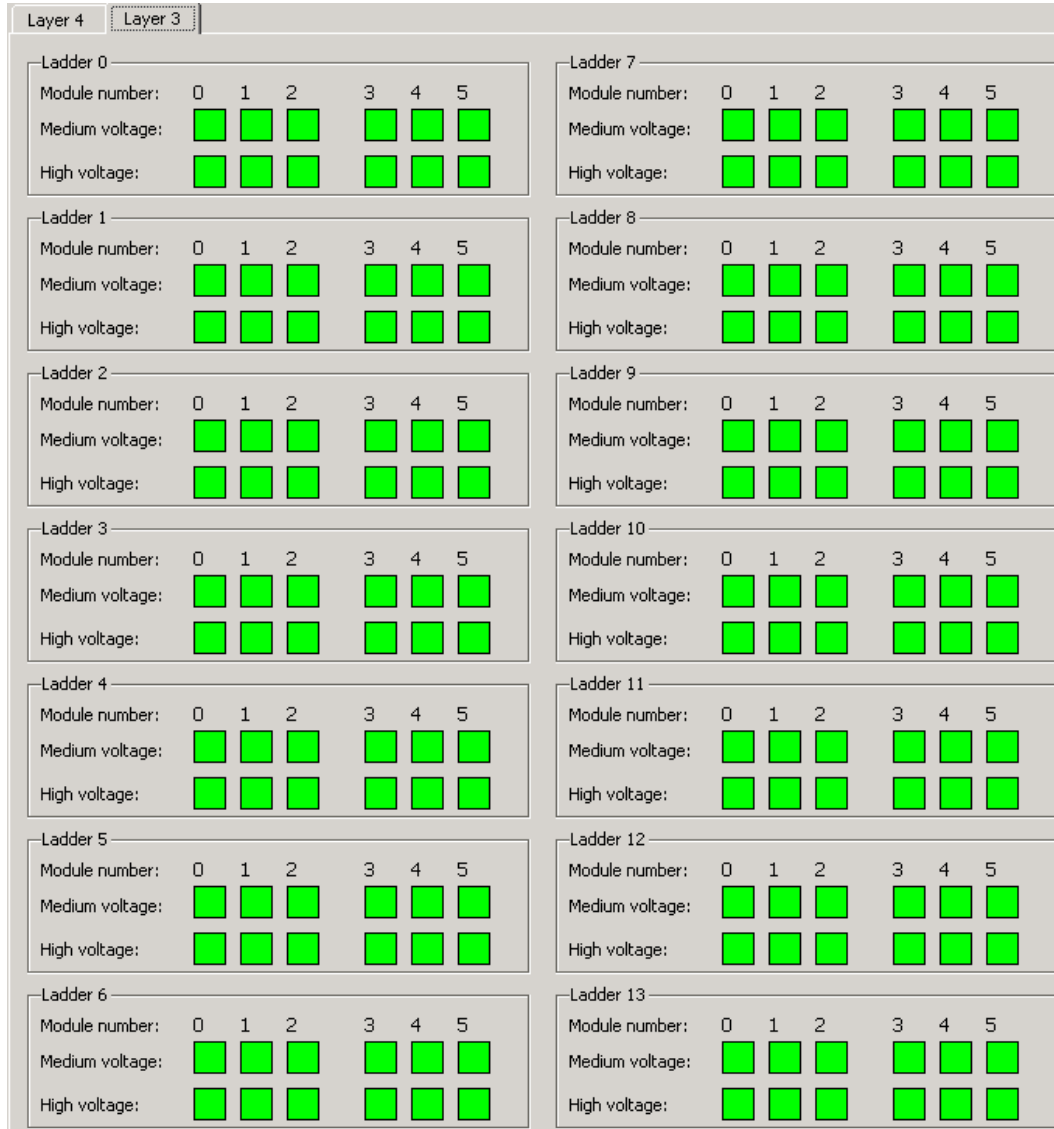 Layer 4 Layer 3
Ladder 0
Module number: 0 1 2 3 4 5
Medium voltage:
High voltage:
Ladder 1
Module number: 0 1 2 3 4 5
Medium voltage:
High voltage:
Ladder 2
Module number: 0 1 2 3 4 5
Medium voltage:
High voltage:
Ladder 3
Module number: 0 1 2 3 4 5
Medium voltage:
High voltage:
Ladder 4
Module number: 0 1 2 3 4 5
Medium voltage:
High voltage:
Ladder 5
Module number: 0 1 2 3 4 5
Medium voltage:
High voltage:
Ladder 6
Module number: 0 1 2 3 4 5
Medium voltage:
High voltage:
Ladder 7
Module number: 0 1 2 3 4 5
Medium voltage:
High voltage:
Ladder 8
Module number: 0 1 2 3 4 5
Medium voltage:
High voltage:
Ladder 9
Module number: 0 1 2 3 4 5
Medium voltage:
High voltage:
Ladder 10
Module number: 0 1 2 3 4 5
Medium voltage:
High voltage:
Ladder 11
Module number: 0 1 2 3 4 5
Medium voltage:
High voltage:
Ladder 12
Module number: 0 1 2 3 4 5
Medium voltage:
High voltage:
Ladder 13
Module number: 0 1 2 3 4 5
Medium voltage:
High voltage: